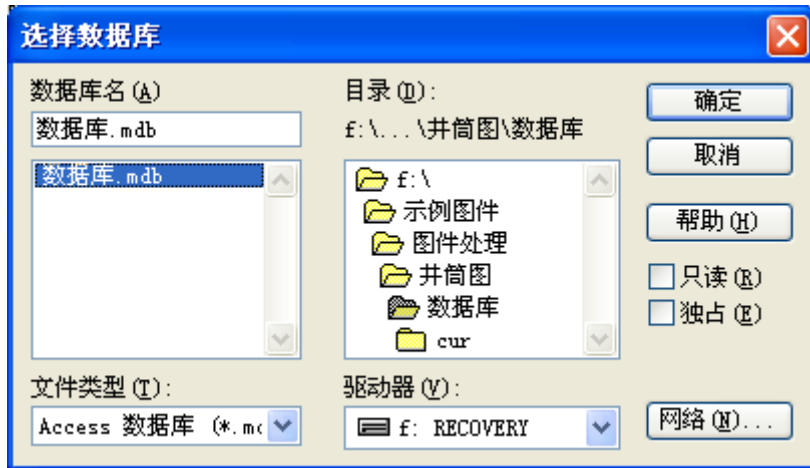 选择数据库
数据库名(A)
数据库.mdb
数据库.mdb
目录(D):
f:\...\井筒图\数据库
f:\
示例图件
图件处理
井筒图
数据库
cur
文件类型(T):
Access 数据库 (*.m
驱动器(V):
f: RECOVERY
确定
取消
帮助(H)
只读(R)
独占(E)
网络(N)...